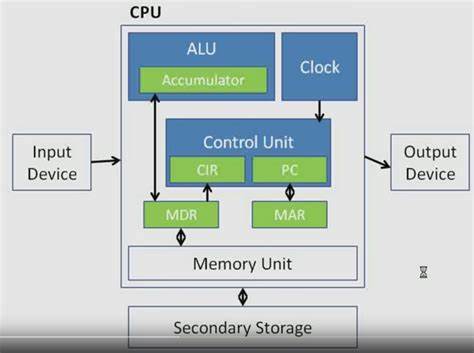 CPU
ALU
Accumulator
Clock
Control Unit
CIR
PC
Input
Device
Output
Device
MDR
MAR
Memory Unit
Secondary Storage